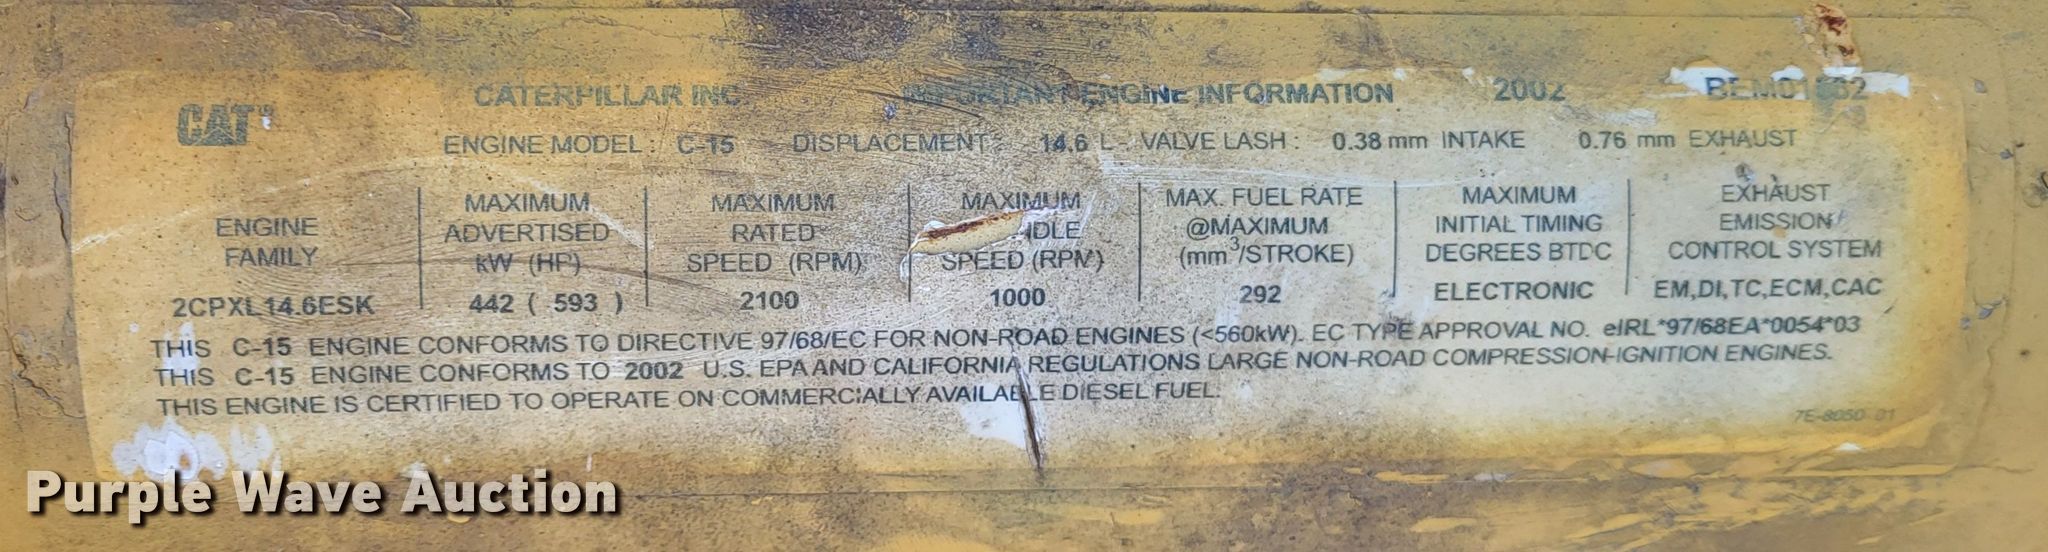 CATERPILLAR INC. IMPORTANT ENGINE INFORMATION 2002
CAT®
ENGINE MODEL : C-15 DISPLACEMENT : 14.6 L VALVE LASH : 0.38 mm INTAKE 0.76 mm EXHAUST
ENGINE
FAMILY
2CPXL14.6ESK
MAXIMUM
ADVERTISED
kW (HP)
442 ( 593 )
MAXIMUM
RATED
SPEED (RPM)
2100
MAXIMUM
IDLE
SPEED (RPM)
1000
MAX. FUEL RATE
@MAXIMUM
(mm³/STROKE)
292
MAXIMUM
INITIAL TIMING
DEGREES BTDC
ELECTRONIC
EXHAUST
EMISSION
CONTROL SYSTEM
EM,DI,TC,ECM,CAC
THIS C-15 ENGINE CONFORMS TO DIRECTIVE 97/68/EC FOR NON-ROAD ENGINES (<560kW). EC TYPE APPROVAL NO. eIRL*97/68EA*0054*03
THIS C-15 ENGINE CONFORMS TO 2002 U.S. EPA AND CALIFORNIA REGULATIONS LARGE NON-ROAD COMPRESSION-IGNITION ENGINES.
THIS ENGINE IS CERTIFIED TO OPERATE ON COMMERCIALLY AVAILABLE DIESEL FUEL.
7E-8050 01
Purple Wave Auction